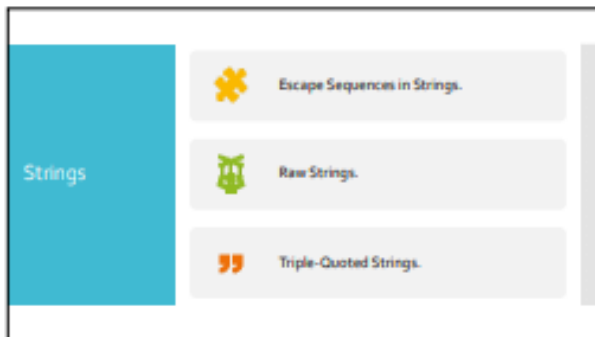 Strings
Escape Sequences in Strings.
Raw Strings.
Triple-Quoted Strings.